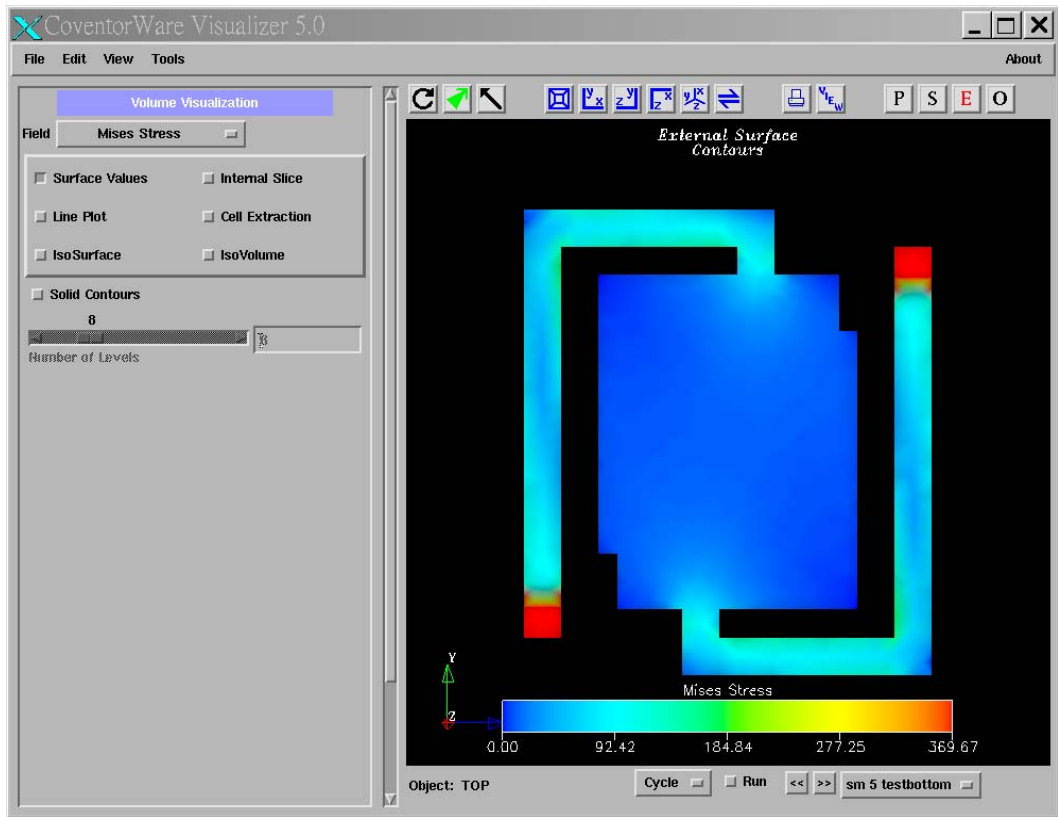 CoventorWare Visualizer 5.0
File Edit View Tools About
Volume Visualization
Field Mises Stress
Surface Values Internal Slice
Line Plot Cell Extraction
IsoSurface IsoVolume
Solid Contours
8
8
Number of Levels
y x z y z x y x z VIEW P S E O
External Surface
Contours
Y
Z
Mises Stress
0.00 92.42 184.84 277.25 369.67
Object: TOP Cycle Run << >> sm 5 testbottom